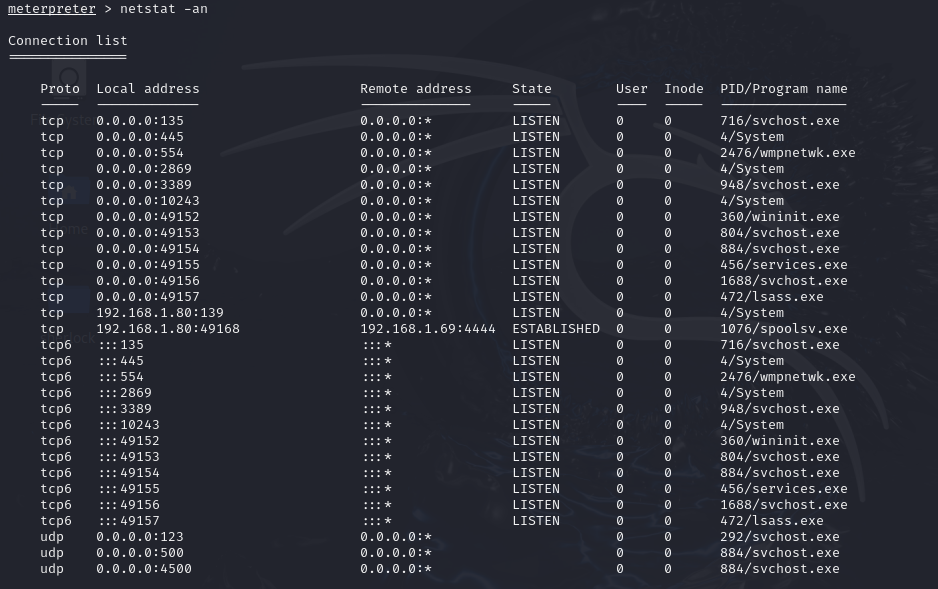 meterpreter > netstat -an
Connection list
Proto Local address Remote address State User Inode PID/Program name
tcp 0.0.0.0:135 0.0.0.0:* LISTEN 0 0 716/svchost.exe
tcp 0.0.0.0:445 0.0.0.0:* LISTEN 0 0 4/System
tcp 0.0.0.0:554 0.0.0.0:* LISTEN 0 0 2476/wmpnetwk.exe
tcp 0.0.0.0:2869 0.0.0.0:* LISTEN 0 0 4/System
tcp 0.0.0.0:3389 0.0.0.0:* LISTEN 0 0 948/svchost.exe
tcp 0.0.0.0:10243 0.0.0.0:* LISTEN 0 0 4/System
tcp 0.0.0.0:49152 0.0.0.0:* LISTEN 0 0 360/wininit.exe
tcp 0.0.0.0:49153 0.0.0.0:* LISTEN 0 0 804/svchost.exe
tcp 0.0.0.0:49154 0.0.0.0:* LISTEN 0 0 884/svchost.exe
tcp 0.0.0.0:49155 0.0.0.0:* LISTEN 0 0 456/services.exe
tcp 0.0.0.0:49156 0.0.0.0:* LISTEN 0 0 1688/svchost.exe
tcp 0.0.0.0:49157 0.0.0.0:* LISTEN 0 0 472/lsass.exe
tcp 192.168.1.80:139 0.0.0.0:* LISTEN 0 0 4/System
tcp 192.168.1.80:49168 192.168.1.69:4444 ESTABLISHED 0 0 1076/spoolsv.exe
tcp6 :::135 :::* LISTEN 0 0 716/svchost.exe
tcp6 :::445 :::* LISTEN 0 0 4/System
tcp6 :::554 :::* LISTEN 0 0 2476/wmpnetwk.exe
tcp6 :::2869 :::* LISTEN 0 0 4/System
tcp6 :::3389 :::* LISTEN 0 0 948/svchost.exe
tcp6 :::10243 :::* LISTEN 0 0 4/System
tcp6 :::49152 :::* LISTEN 0 0 360/wininit.exe
tcp6 :::49153 :::* LISTEN 0 0 804/svchost.exe
tcp6 :::49154 :::* LISTEN 0 0 884/svchost.exe
tcp6 :::49155 :::* LISTEN 0 0 456/services.exe
tcp6 :::49156 :::* LISTEN 0 0 1688/svchost.exe
tcp6 :::49157 :::* LISTEN 0 0 472/lsass.exe
udp 0.0.0.0:123 0.0.0.0:* 0 0 292/svchost.exe
udp 0.0.0.0:500 0.0.0.0:* 0 0 884/svchost.exe
udp 0.0.0.0:4500 0.0.0.0:* 0 0 884/svchost.exe